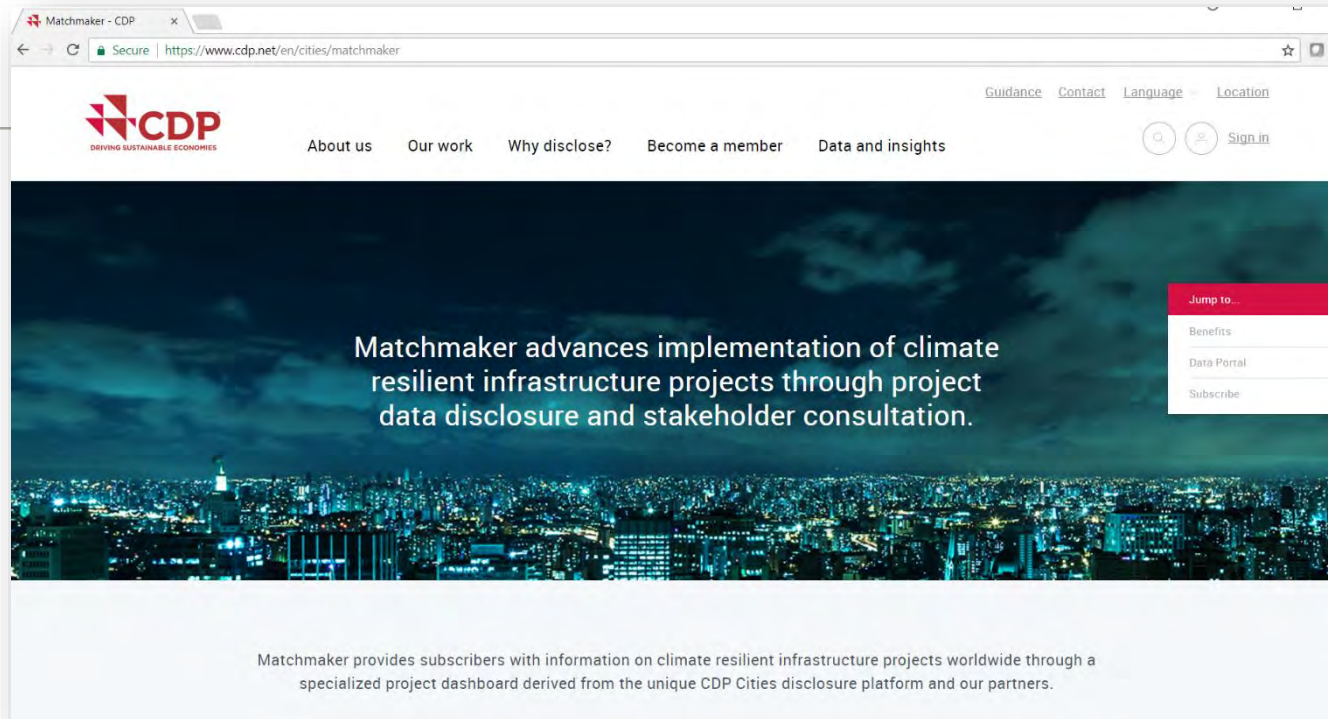 Matchmaker - CDP
Secure | https://www.cdp.net/en/cities/matchmaker
Guidance Contact Language Location
CDP
DRIVING SUSTAINABLE ECONOMIES
About us Our work Why disclose? Become a member Data and insights
Sign in
Jump to...
Benefits
Data Portal
Subscribe
Matchmaker advances implementation of climate
resilient infrastructure projects through project
data disclosure and stakeholder consultation.
Matchmaker provides subscribers with information on climate resilient infrastructure projects worldwide through a
specialized project dashboard derived from the unique CDP Cities disclosure platform and our partners.